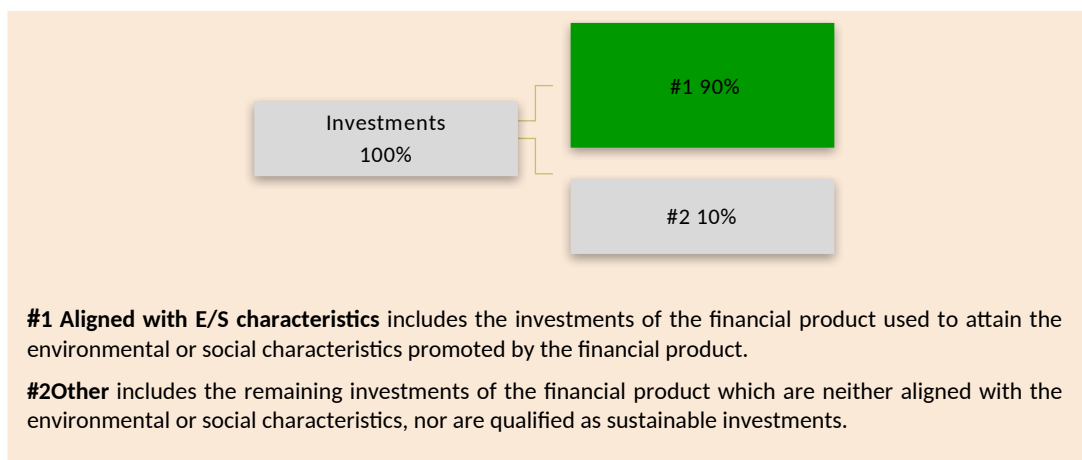 #1 90%
Investments
100%
#2 10%
#1 Aligned with E/S characteristics includes the investments of the financial product used to attain the
environmental or social characteristics promoted by the financial product.
#2Other includes the remaining investments of the financial product which are neither aligned with the
environmental or social characteristics, nor are qualified as sustainable investments.